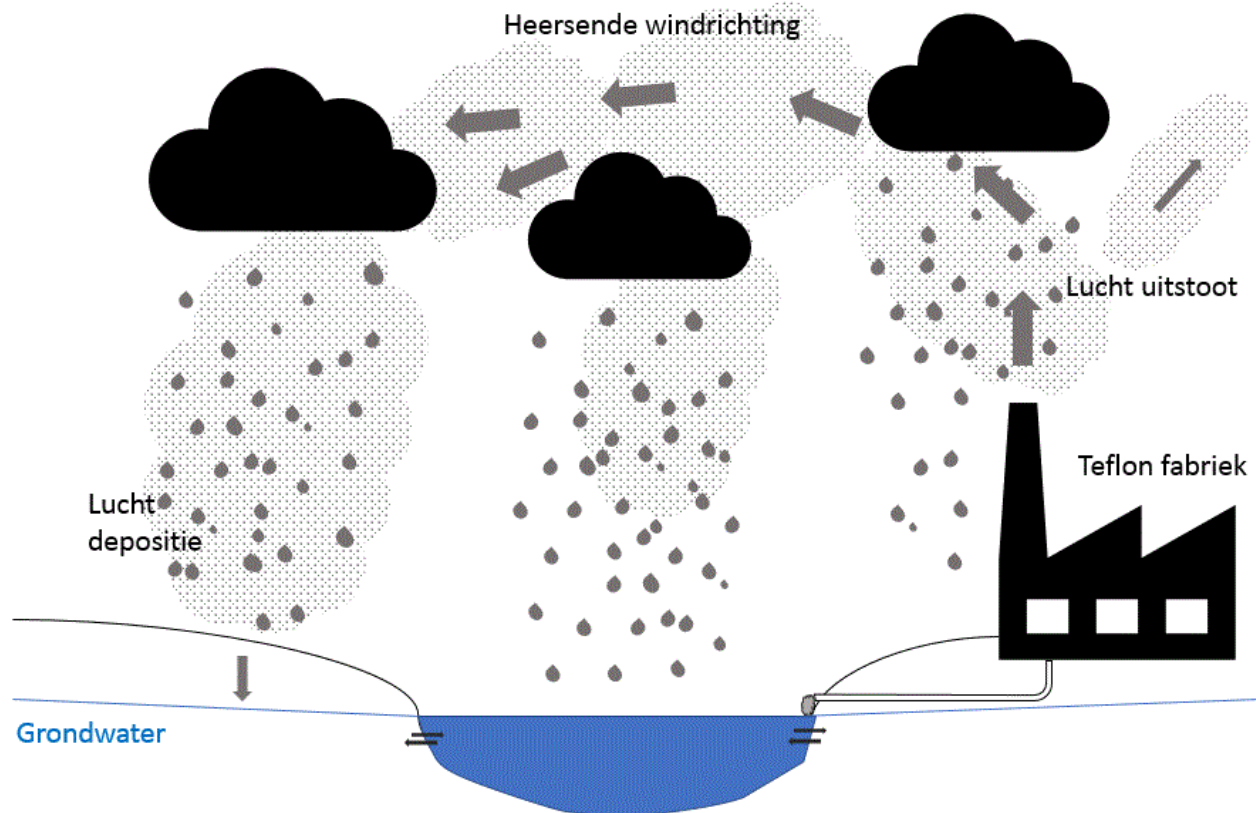 Heersende windrichting
Lucht uitstoot
Teflon fabriek
Lucht
depositie
Grondwater